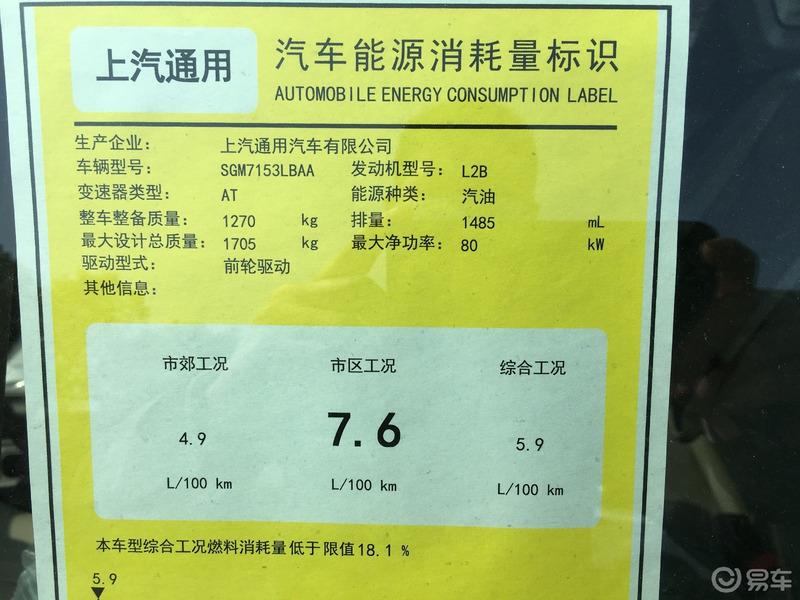 上汽通用
汽车能源消耗量标识
AUTOMOBILE ENERGY CONSUMPTION LABEL
生产企业： 上汽通用汽车有限公司
车辆型号： SGM7153LBAA 发动机型号： L2B
变速器类型： AT 能源种类： 汽油
整车整备质量： 1270 kg 排量： 1485 mL
最大设计总质量： 1705 kg 最大净功率： 80 kW
驱动型式： 前轮驱动
其他信息：
市郊工况 市区工况 综合工况
4.9 7.6 5.9
L/100 km L/100 km L/100 km
本车型综合工况燃料消耗量低于限值18.1 %
5.9
易车